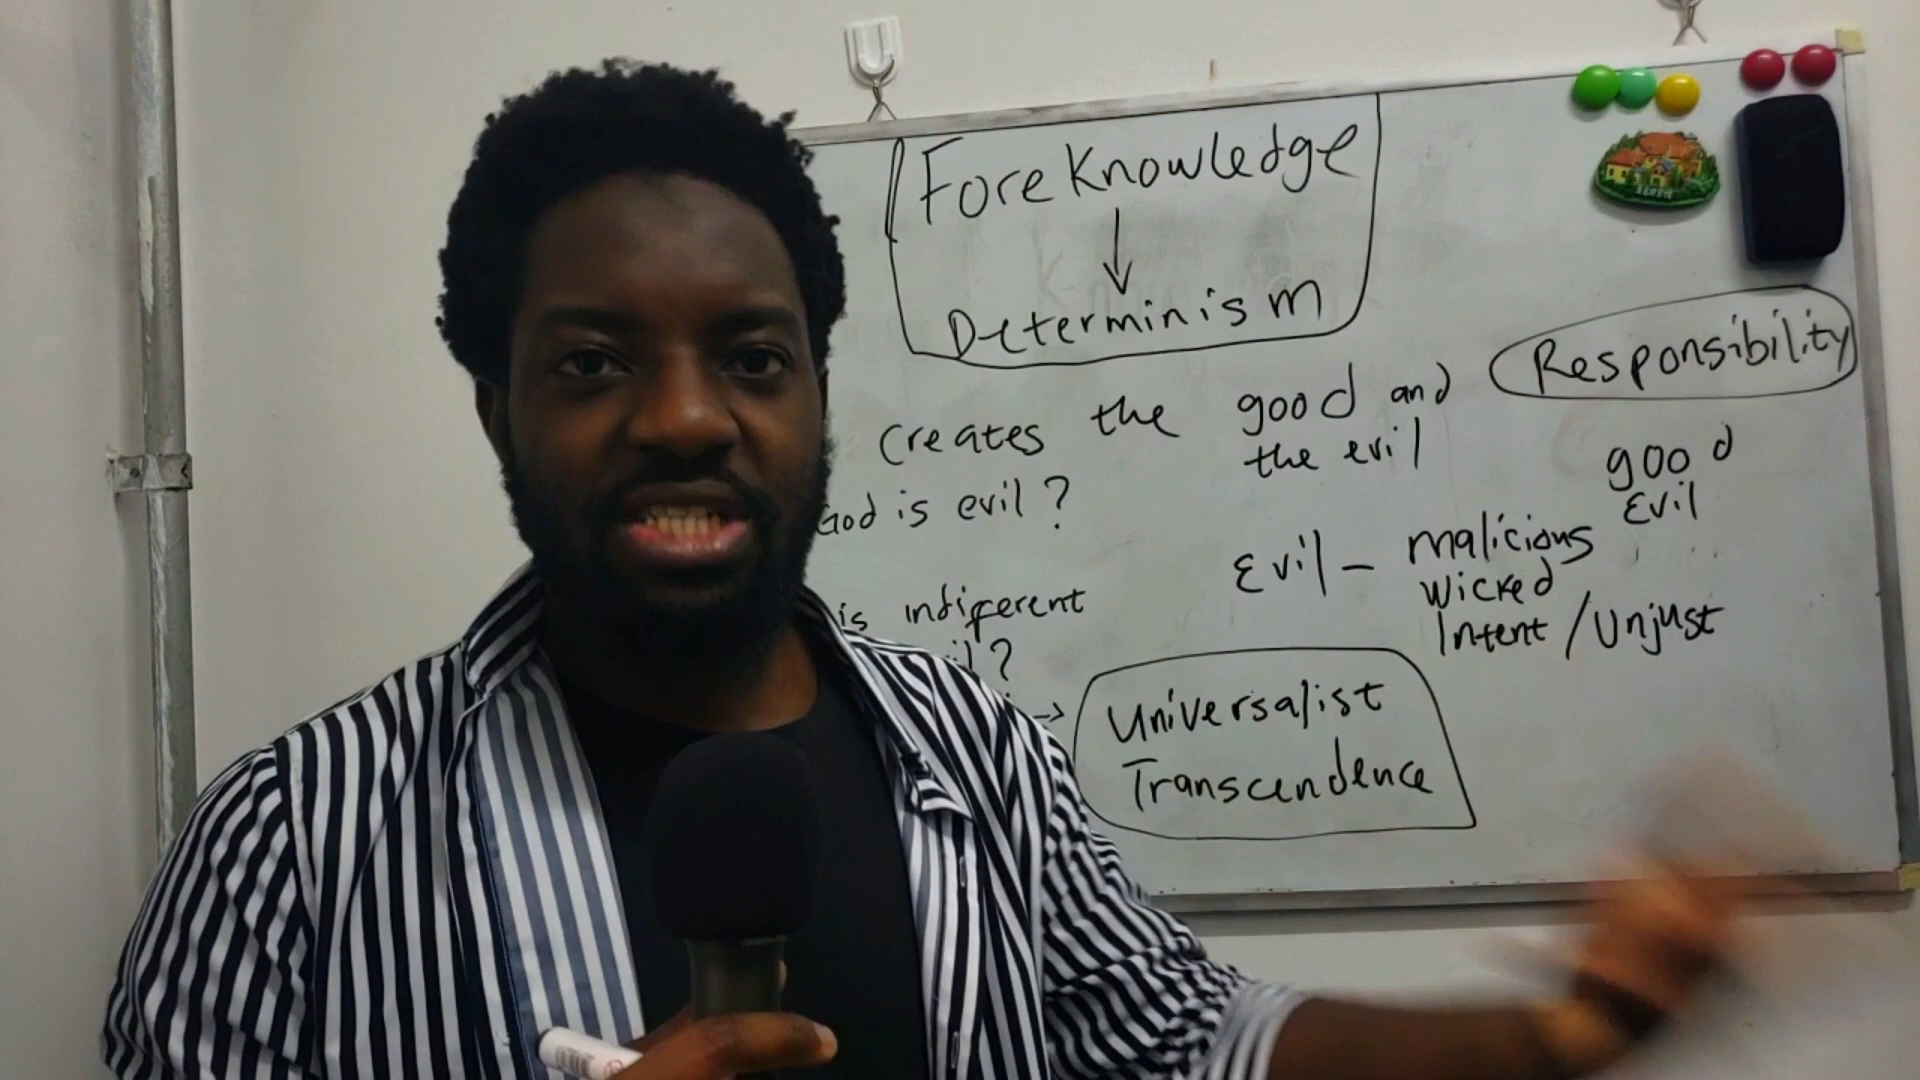 ForeKnowledge
↓
Determinism
Responsibility
creates the good and
the evil
God is evil?
good
Evil
Evil – malicious
wicked
Intent / Unjust
is indifferent
?
→ Universalist
Transcendence